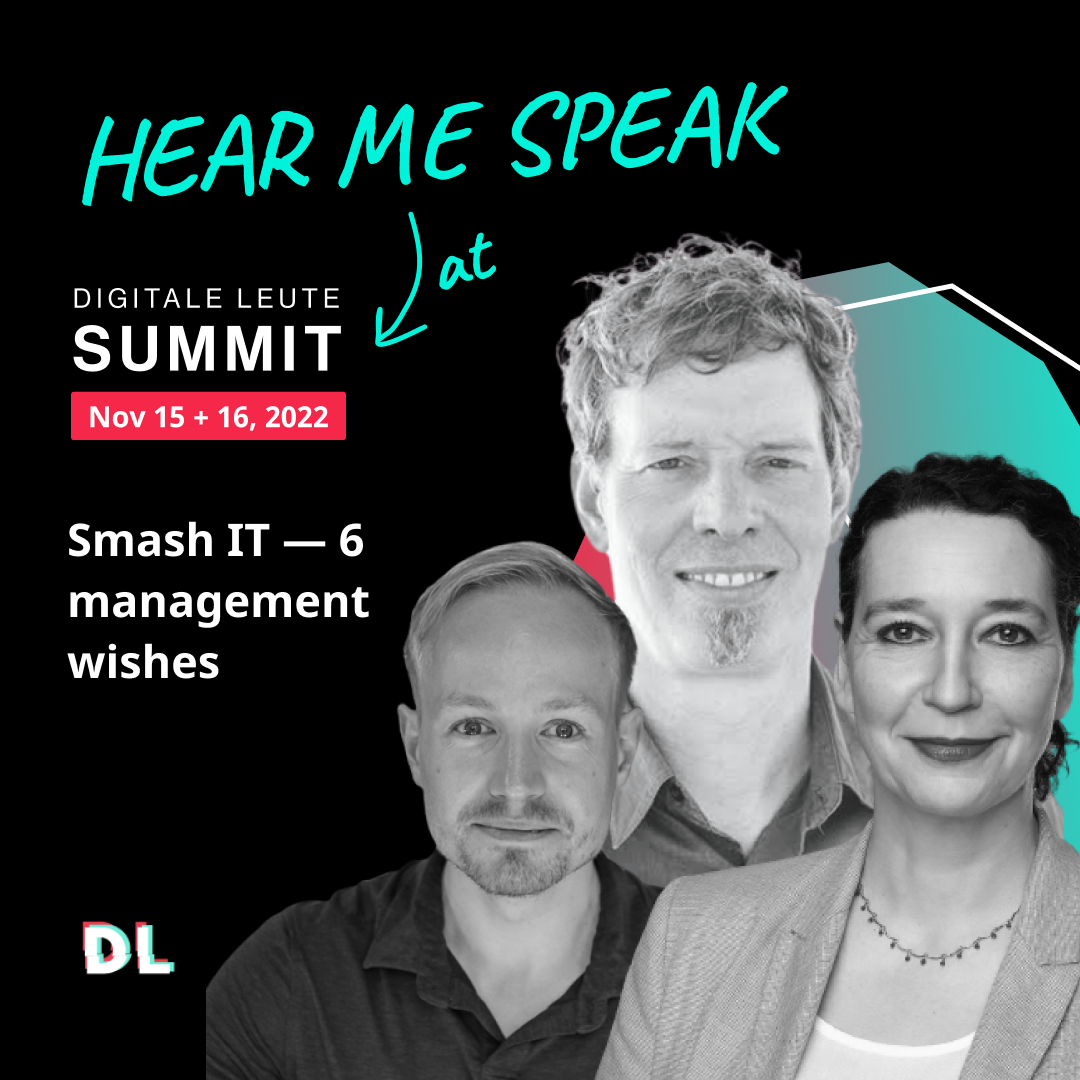 HEAR ME SPEAK
at
DIGITALE LEUTE
SUMMIT
Nov 15 + 16, 2022
Smash IT — 6
management
wishes
DL